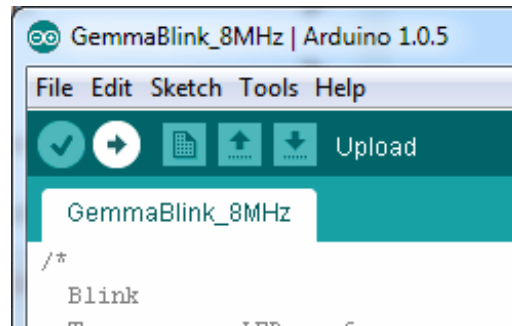 GemmaBlink_8MHz | Arduino 1.0.5
File Edit Sketch Tools Help
Upload
GemmaBlink_8MHz
/*
Blink